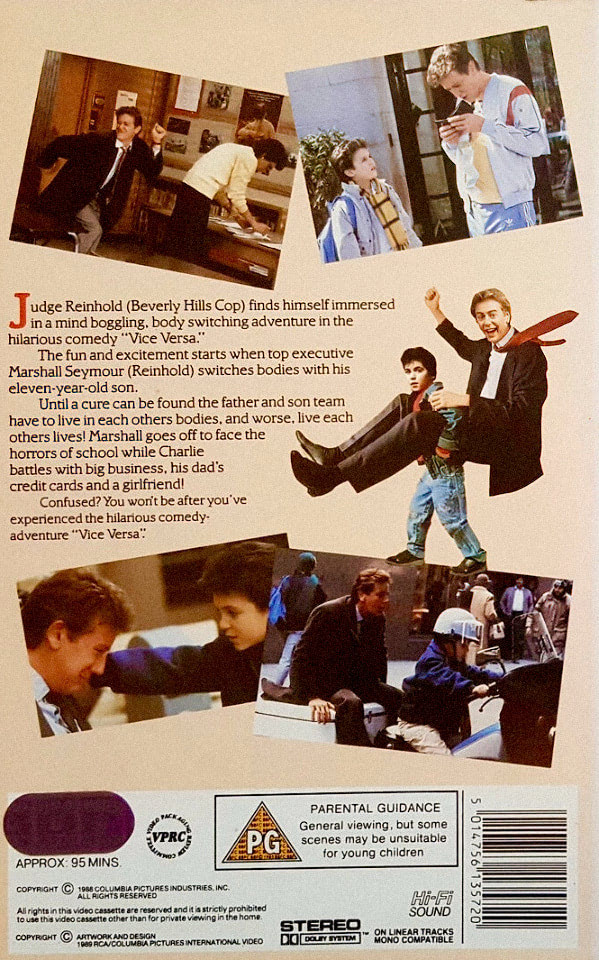 Judge Reinhold (Beverly Hills Cop) finds himself immersed
in a mind boggling, body switching adventure in the
hilarious comedy "Vice Versa."
The fun and excitement starts when top executive
Marshall Seymour (Reinhold) switches bodies with his
eleven-year-old son.
Until a cure can be found the father and son team
have to live in each others bodies, and worse, live each
others lives! Marshall goes off to face the
horrors of school while Charlie
battles with big business, his dad's
credit cards and a girlfriend!
Confused? You won't be after you've
experienced the hilarious comedy-
adventure "Vice Versa".
APPROX: 95 MINS.
VIDEO PACKAGING REVIEW COMMITTEE
VPRC
PG
PARENTAL GUIDANCE
General viewing, but some
scenes may be unsuitable
for young children
COPYRIGHT © 1988 COLUMBIA PICTURES INDUSTRIES, INC.
ALL RIGHTS RESERVED
All rights in this video cassette are reserved and it is strictly prohibited
to use this video cassette other than for private viewing in the home.
COPYRIGHT © ARTWORK AND DESIGN
1989 RCA/COLUMBIA PICTURES INTERNATIONAL VIDEO
STEREO
DOLBY SYSTEM™
Hi-Fi
SOUND
ON LINEAR TRACKS
MONO COMPATIBLE
5 014756 135720